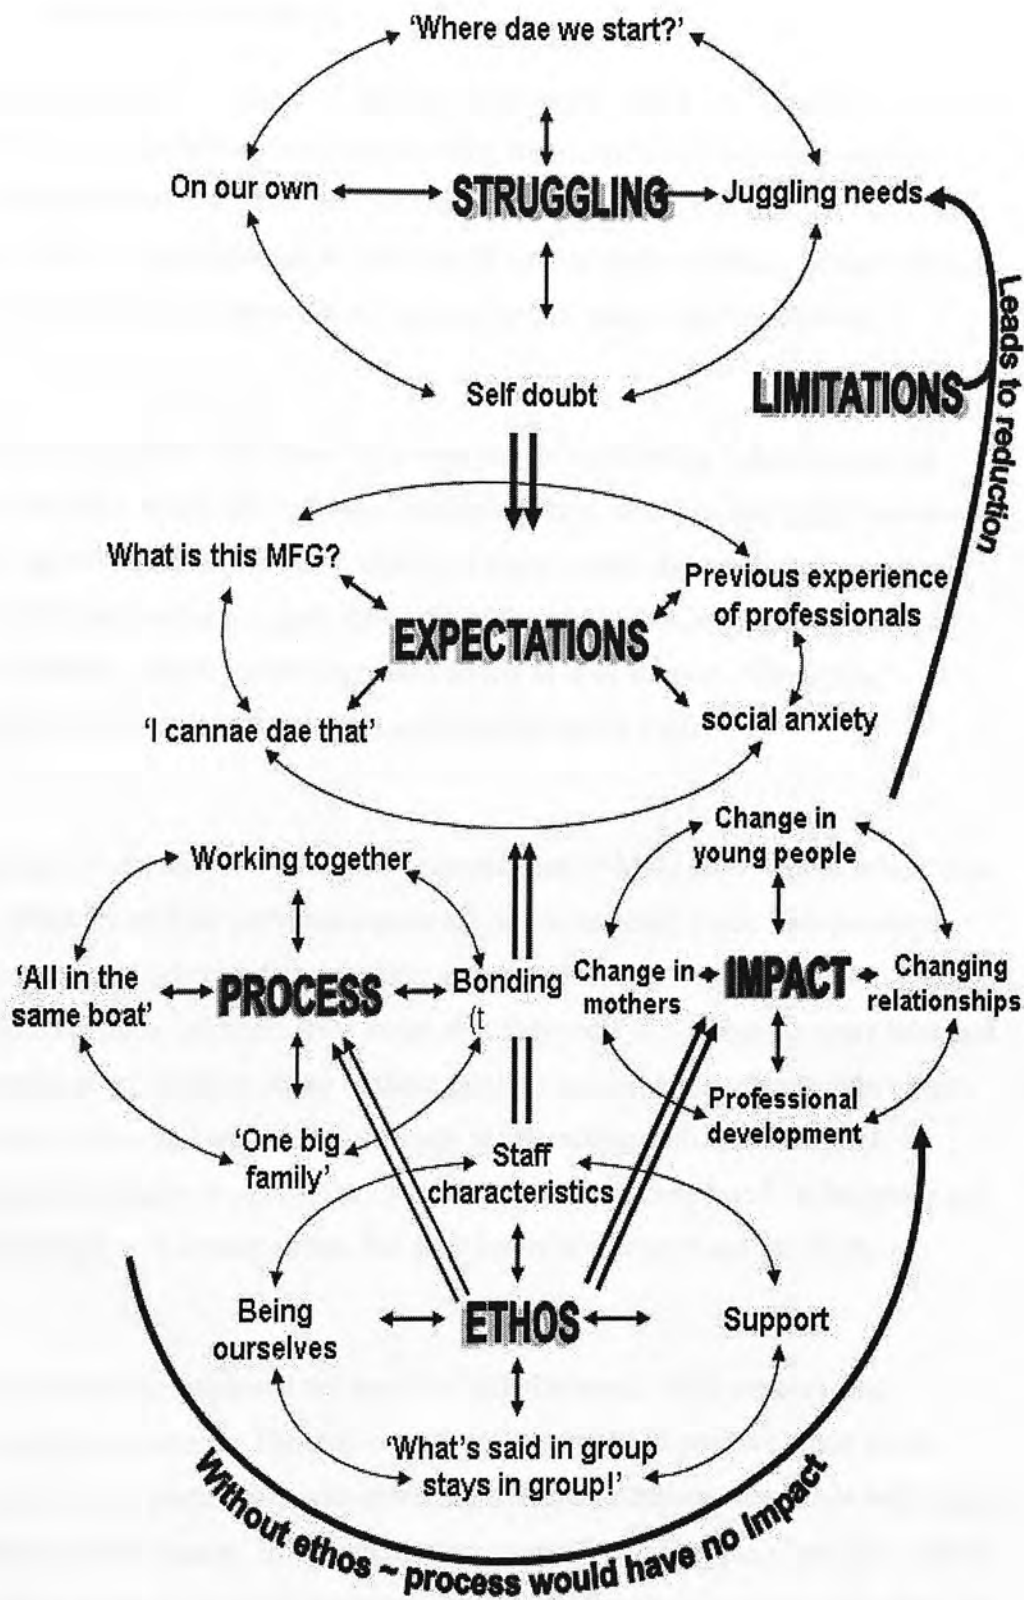 ‘Where dae we start?’
On our own
STRUGGLING
Juggling needs
Self doubt
LIMITATIONS
Leads to reduction
What is this MFG?
Previous experience
of professionals
EXPECTATIONS
‘I cannae dae that’
social anxiety
Working together
‘All in the
same boat’
PROCESS
Bonding
(t
‘One big
family’
Change in
young people
Change in
mothers
IMPACT
Changing
relationships
Professional
development
Staff
characteristics
Being
ourselves
ETHOS
Support
‘What’s said in group
stays in group!’
Without ethos ~ process would have no Impact